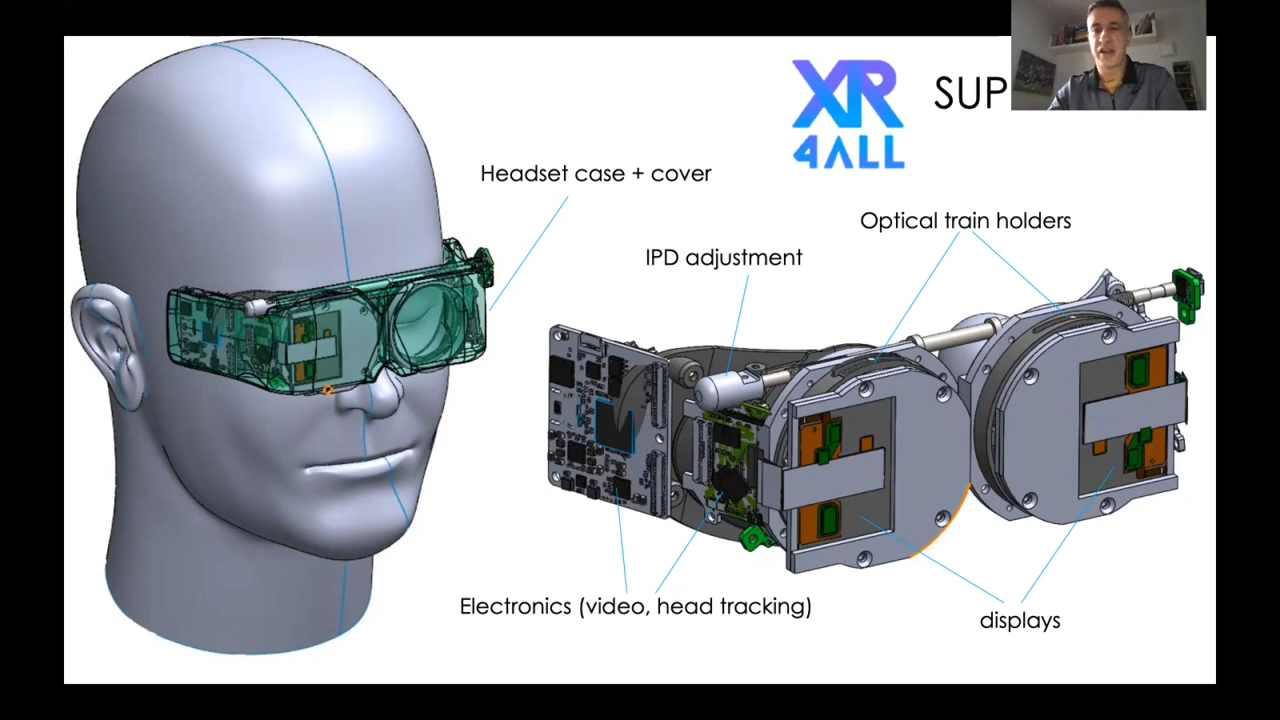 XR
4ALL
SUP
Headset case + cover
Optical train holders
IPD adjustment
Electronics (video, head tracking)
displays